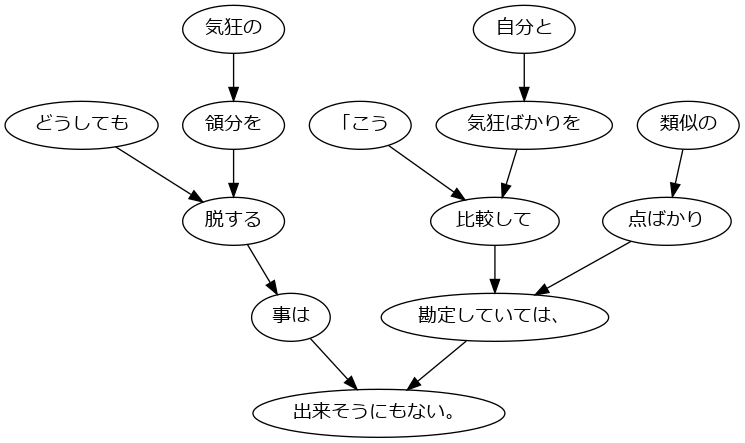 気狂の 自分と
どうしても 領分を 「こう 気狂ばかりを 類似の
脱する 比較して 点ばかり
事は 勘定していては、
出来そうにもない。